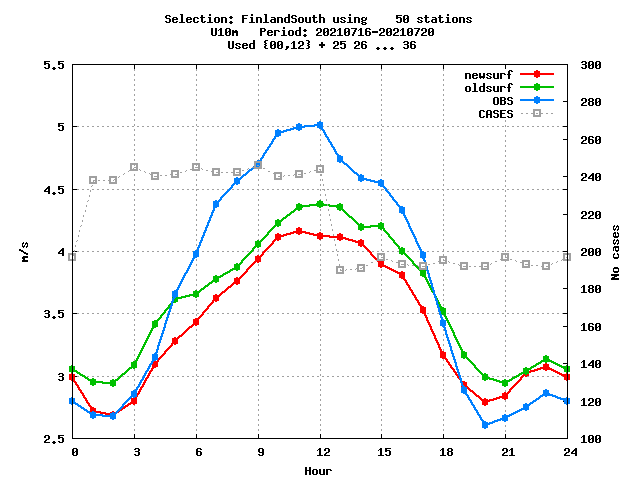 Selection: FinlandSouth using    50 stations
U10m   Period: 20210716-20210720
Used {00,12} + 25 26 ... 36
5.5
5
4.5
4
3.5
3
2.5
m/s
newsurf
oldsurf
OBS
CASES
300
280
260
240
220
200
180
160
140
120
100
No cases
0 3 6 9 12 15 18 21 24
Hour